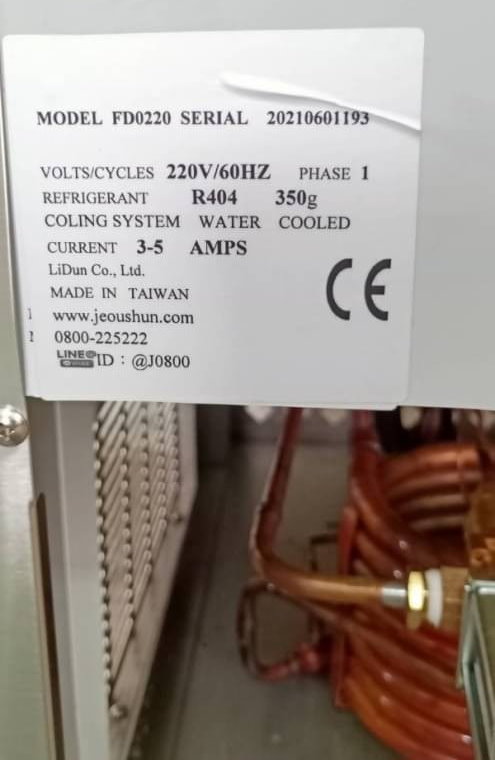 MODEL FD0220 SERIAL 20210601193
VOLTS/CYCLES 220V/60HZ PHASE 1
REFRIGERANT R404 350g
COLING SYSTEM WATER COOLED
CURRENT 3-5 AMPS
LiDun Co., Ltd.
MADE IN TAIWAN
www.jeoushun.com
0800-225222
LINE@ ID：@J0800
CE